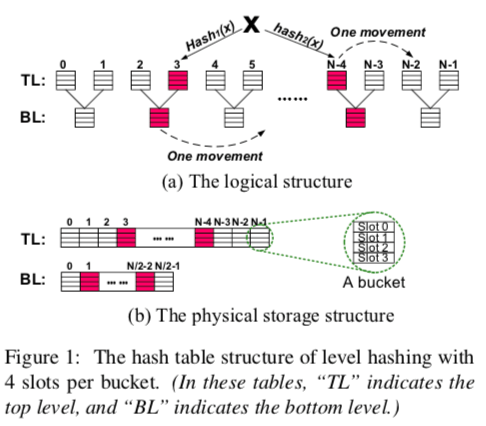 X
Hash₁(x) hash₂(x) One movement
0 1 2 3 4 5 N-4 N-3 N-2 N-1
TL:
......
BL:
One movement
(a) The logical structure
0 1 2 3 N-4 N-3 N-2 N-1
TL: ... ...
Slot 0
Slot 1
Slot 2
Slot 3
0 1 N/2-2 N/2-1
BL: ... ...
A bucket
(b) The physical storage structure
Figure 1: The hash table structure of level hashing with
4 slots per bucket. (In these tables, “TL” indicates the
top level, and “BL” indicates the bottom level.)